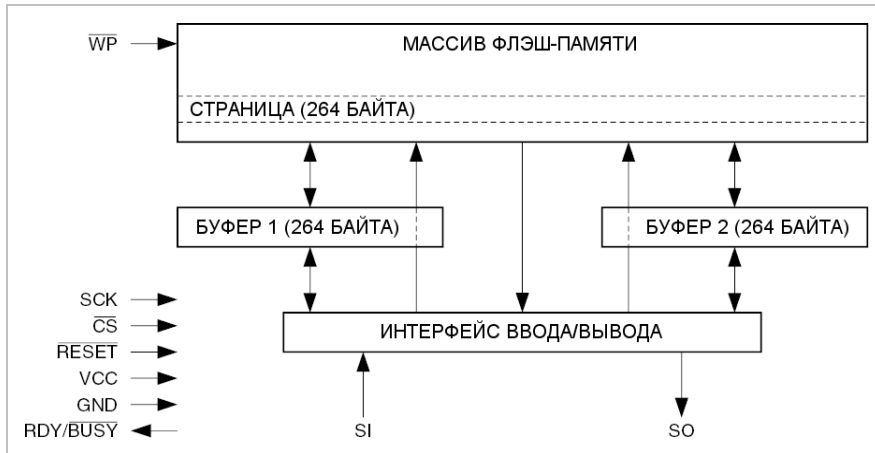 WP
МАССИВ ФЛЭШ-ПАМЯТИ
СТРАНИЦА (264 БАЙТА)
БУФЕР 1 (264 БАЙТА)
БУФЕР 2 (264 БАЙТА)
SCK
CS
RESET
VCC
GND
RDY/BUSY
ИНТЕРФЕЙС ВВОДА/ВЫВОДА
SI
SO